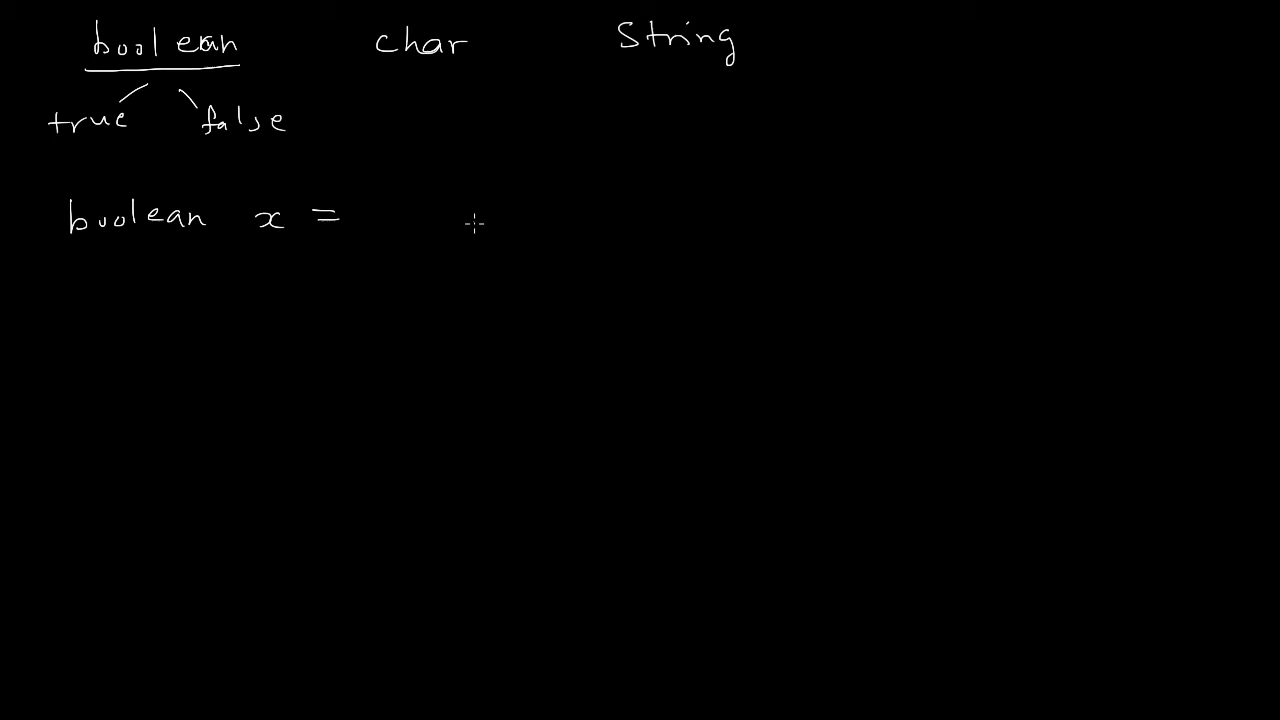 boolean char String
true false
boolean x =